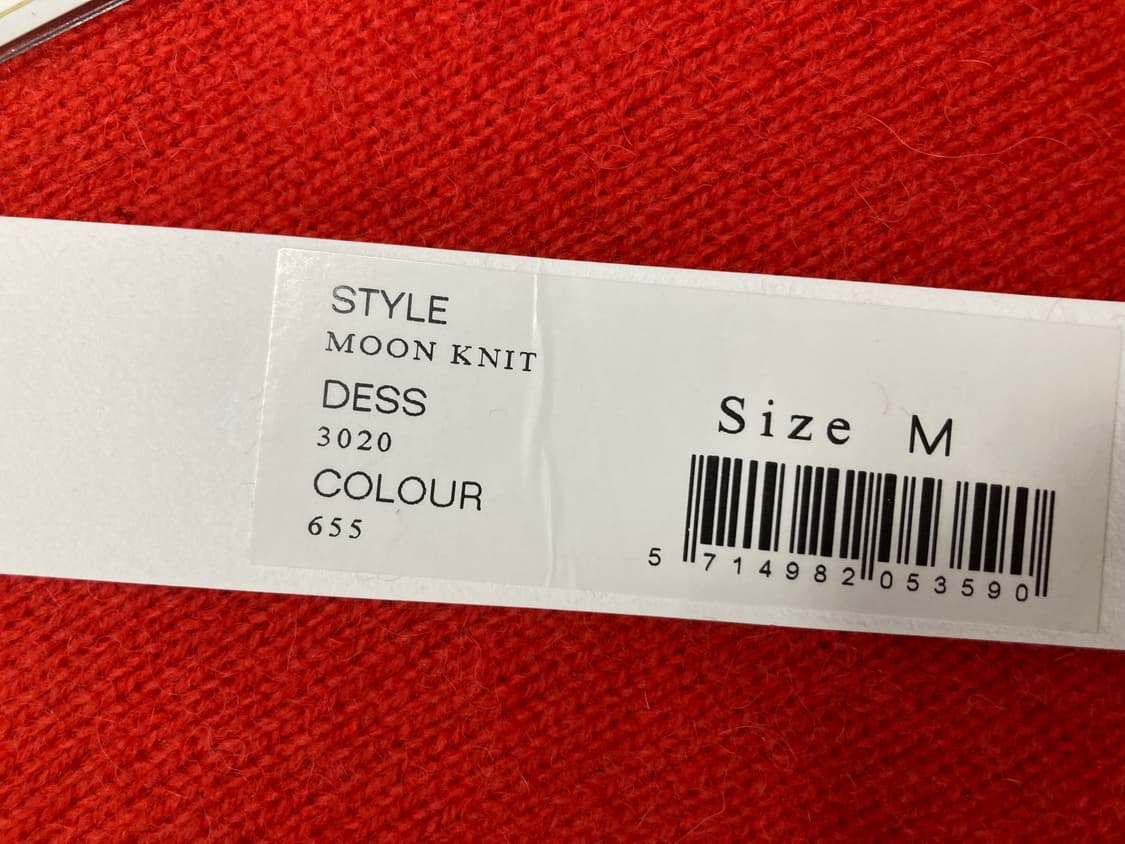 STYLE
MOON KNIT
DESS
3020
COLOUR
655
Size M
5 714982 053590